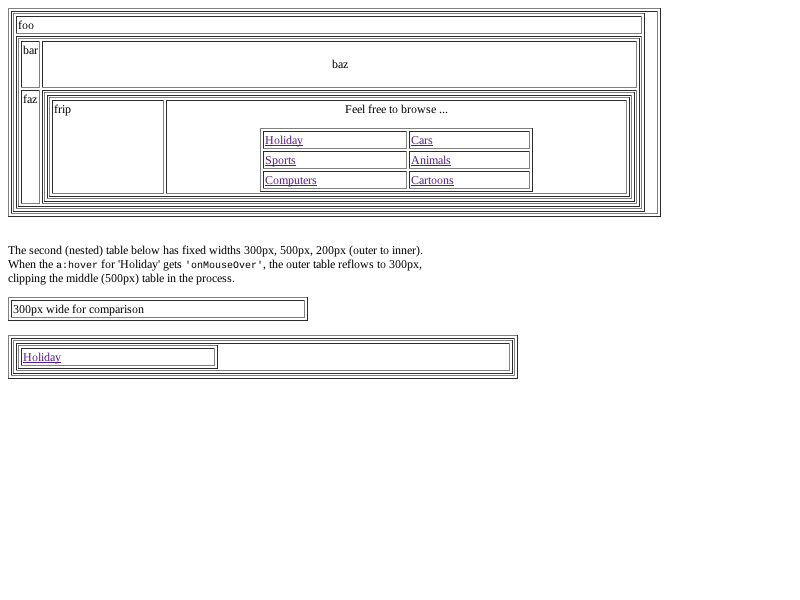 foo
bar
baz
faz
frip
Feel free to browse ...
Holiday Cars
Sports Animals
Computers Cartoons
The second (nested) table below has fixed widths 300px, 500px, 200px (outer to inner).
When the a:hover for 'Holiday' gets 'onMouseOver', the outer table reflows to 300px,
clipping the middle (500px) table in the process.
300px wide for comparison
Holiday